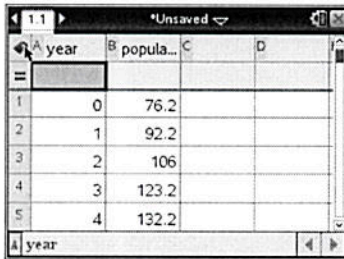 1.1 *Unsaved
A year B popula... C D
=
1 0 76.2
2 1 92.2
3 2 106
4 3 123.2
5 4 132.2
A year